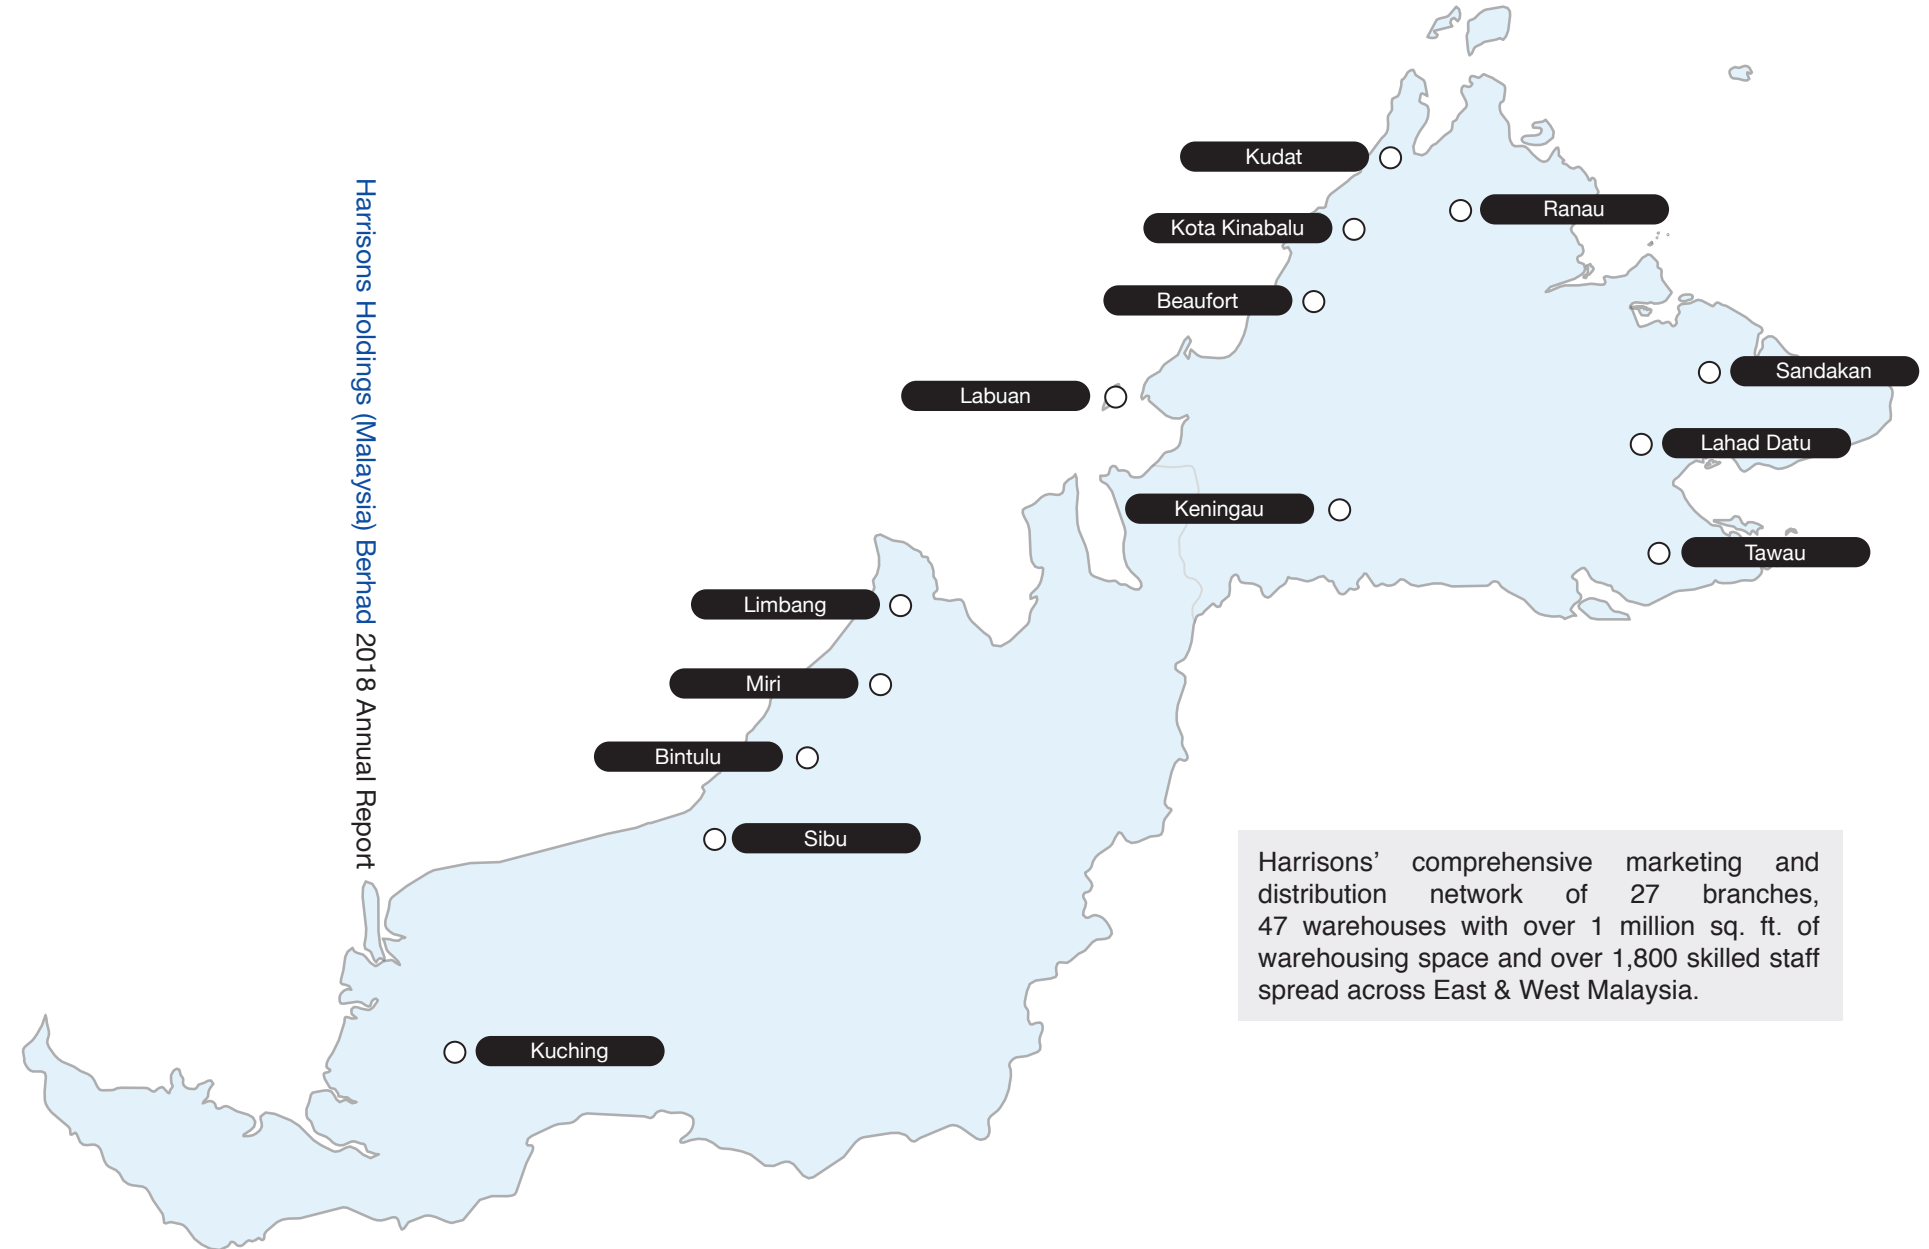 Harrisons Holdings (Malaysia) Berhad 2018 Annual Report
Kudat
Ranau
Kota Kinabalu
Beaufort
Sandakan
Labuan
Lahad Datu
Keningau
Tawau
Limbang
Miri
Bintulu
Sibu
Kuching
Harrisons’ comprehensive marketing and
distribution network of 27 branches,
47 warehouses with over 1 million sq. ft. of
warehousing space and over 1,800 skilled staff
spread across East & West Malaysia.